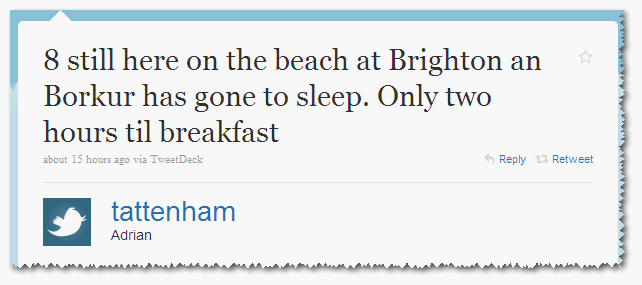 8 still here on the beach at Brighton an
Borkur has gone to sleep. Only two
hours til breakfast
about 15 hours ago via TweetDeck
Reply Retweet
tattenham
Adrian